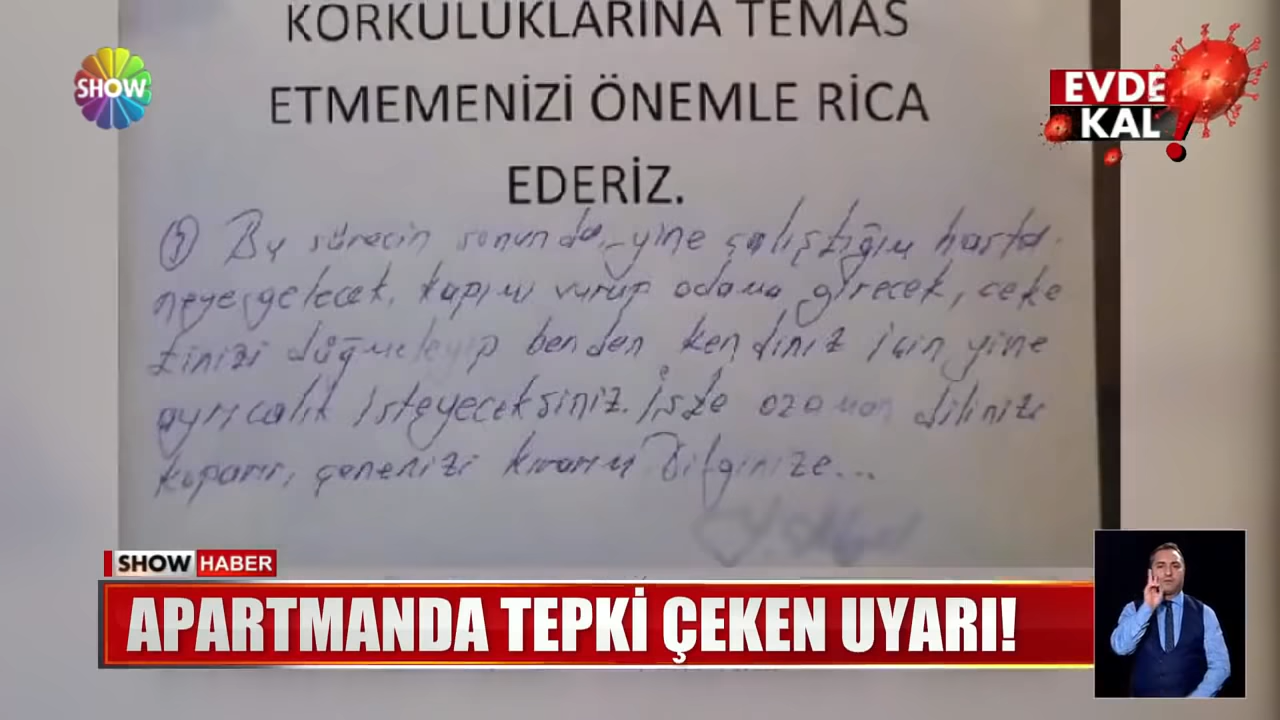 KORKULUKLARINA TEMAS
ETMEMENİZİ ÖNEMLE RİCA
EDERİZ.
SHOW
EVDE
KAL!
Bu sürecin sonunda, yine çalıştığım hasta
neye gelecek, kapımı vurup odama girecek, ceke
tinizi düğmeleyip benden kendiniz için yine
ayrıcalık isteyeceksiniz. İşte o zaman dilinizi
koparır, çenenizi kırarım Bilginize...
SHOW HABER
APARTMANDA TEPKİ ÇEKEN UYARI!